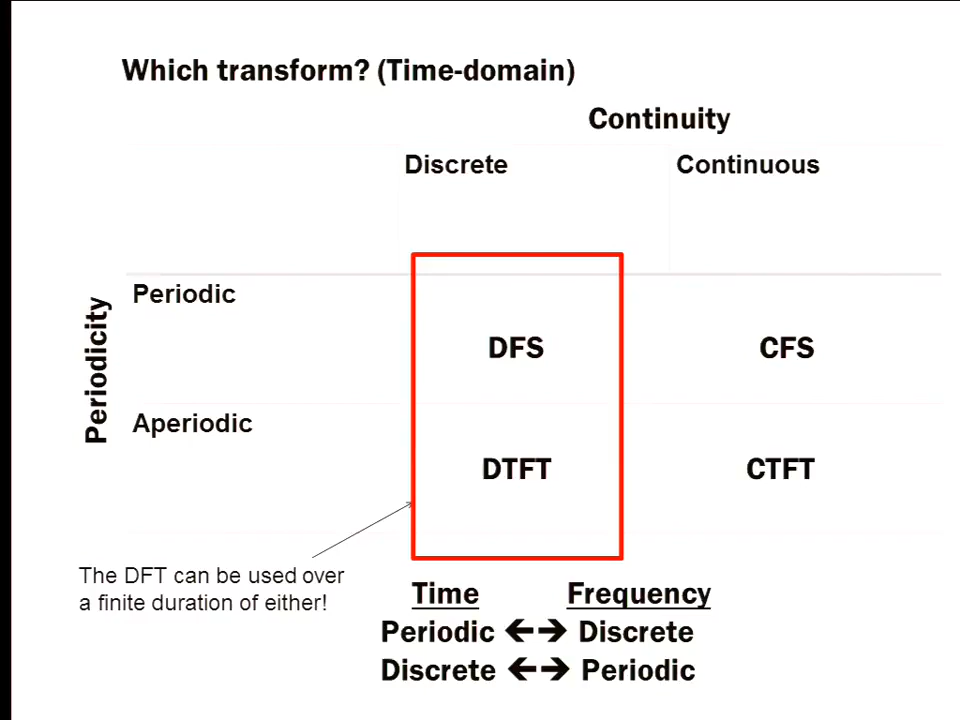 Which transform? (Time-domain)
Continuity
Discrete Continuous
Periodicity
Periodic
DFS CFS
Aperiodic
DTFT CTFT
The DFT can be used over
a finite duration of either!
Time Frequency
Periodic ←→ Discrete
Discrete ←→ Periodic